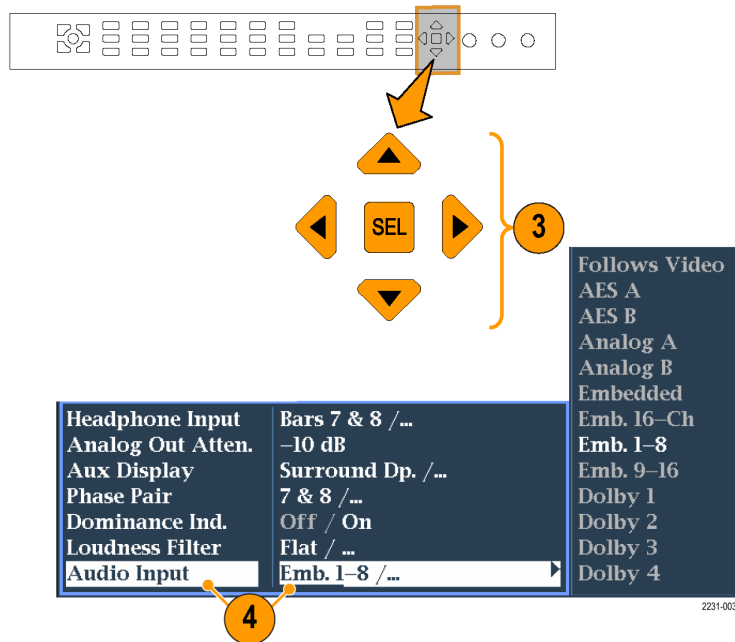 SEL
3
Follows Video
AES A
AES B
Analog A
Analog B
Embedded
Emb. 16–Ch
Emb. 1–8
Emb. 9–16
Dolby 1
Dolby 2
Dolby 3
Dolby 4
Headphone Input Bars 7 & 8 /...
Analog Out Atten. –10 dB
Aux Display Surround Dp. /...
Phase Pair 7 & 8 /...
Dominance Ind. Off / On
Loudness Filter Flat / ...
Audio Input Emb. 1–8 /...
4
2231-003